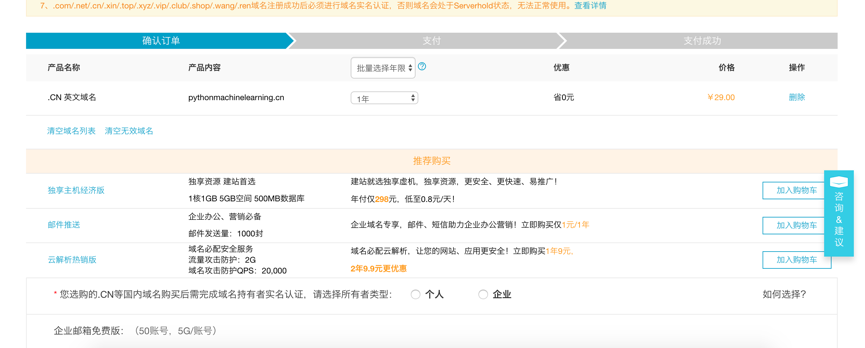 7、.com/.net/.cn/.xin/.top/.xyz/.vip/.club/.shop/.wang/.ren域名注册成功后必须进行域名实名认证，否则域名会处于Serverhold状态，无法正常使用。查看详情
确认订单 支付 支付成功
产品名称 产品内容 批量选择年限 优惠 价格 操作
.CN 英文域名 pythonmachinelearning.cn 1年 省0元 ￥29.00 删除
清空域名列表 清空无效域名
推荐购买
独享主机经济版
独享资源 建站首选
1核1GB 5GB空间 500MB数据库
建站就选独享虚机，独享资源，更安全、更快速、易推广！
年付仅298元，低至0.8元/天!
加入购物车
邮件推送
企业办公、营销必备
邮件发送量：1000封
企业域名专享，邮件、短信助力企业办公营销！立即购买仅1元/1年
加入购物车
云解析热销版
域名必配安全服务
流量攻击防护：2G
域名攻击防护QPS：20,000
域名必配云解析，让您的网站、应用更安全！立即购买1年9元，
2年9.9元更优惠
加入购物车
咨询&建议
* 您选购的.CN等国内域名购买后需完成域名持有者实名认证，请选择所有者类型： 个人 企业 如何选择？
企业邮箱免费版：（50账号，5G/账号）